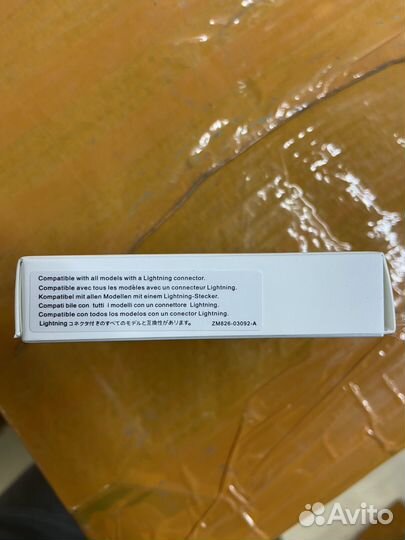 Compatible with all models with a Lightning connector.
Compatible avec tous les modèles avec un connecteur Lightning.
Kompatibel mit allen Modellen mit einem Lightning-Stecker.
Compati bile con tutti i modelli con un connettore Lightning.
Compatible con todos los modelos con un conector Lightning.
Lightning コネクタ付きのすべてのモデルと互換性があります。 ZM826-03092-A
Avito